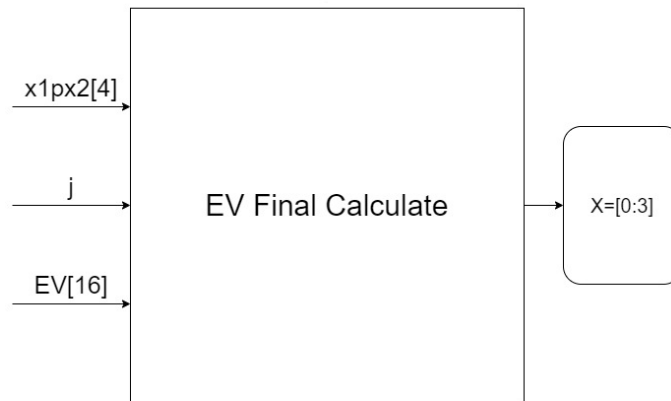 x1px2[4]
j
EV Final Calculate
X=[0:3]
EV[16]